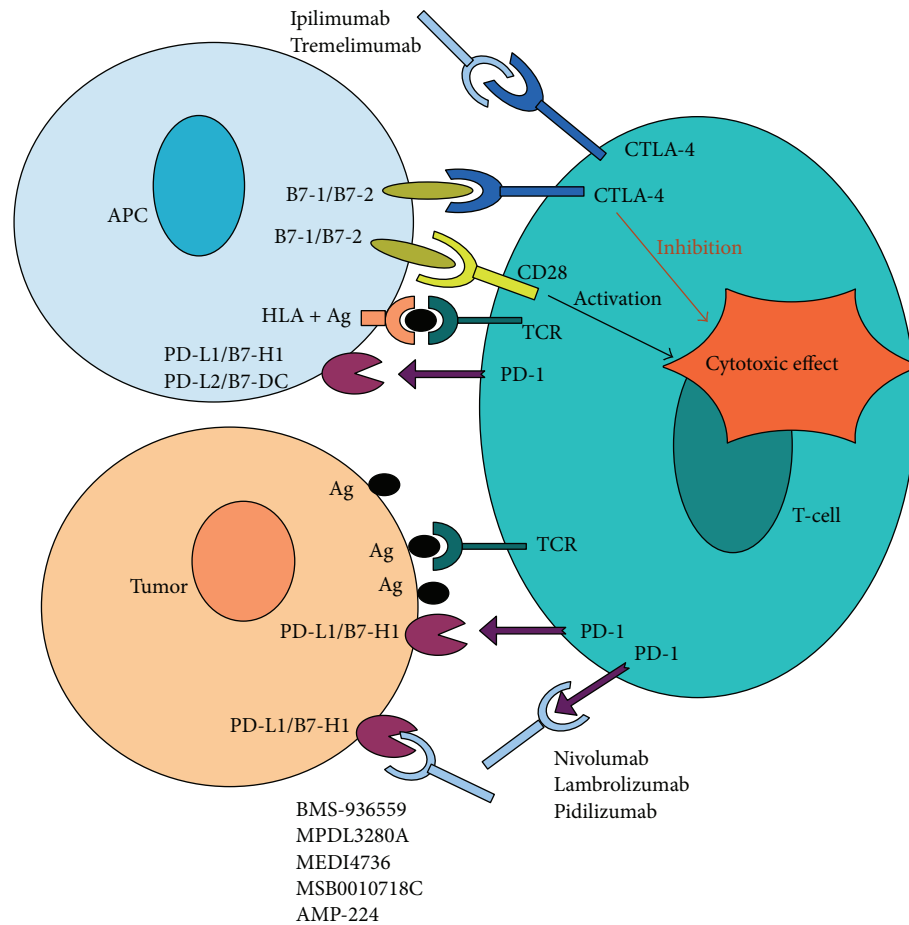 Ipilimumab
Tremelimumab
CTLA-4
B7-1/B7-2
CTLA-4
APC
B7-1/B7-2
Inhibition
CD28
Activation
HLA + Ag
TCR
PD-L1/B7-H1
PD-L2/B7-DC
PD-1
Cytotoxic effect
Ag
T-cell
Ag
TCR
Tumor
Ag
PD-L1/B7-H1
PD-1
PD-1
PD-L1/B7-H1
Nivolumab
Lambrolizumab
Pidilizumab
BMS-936559
MPDL3280A
MEDI4736
MSB0010718C
AMP-224